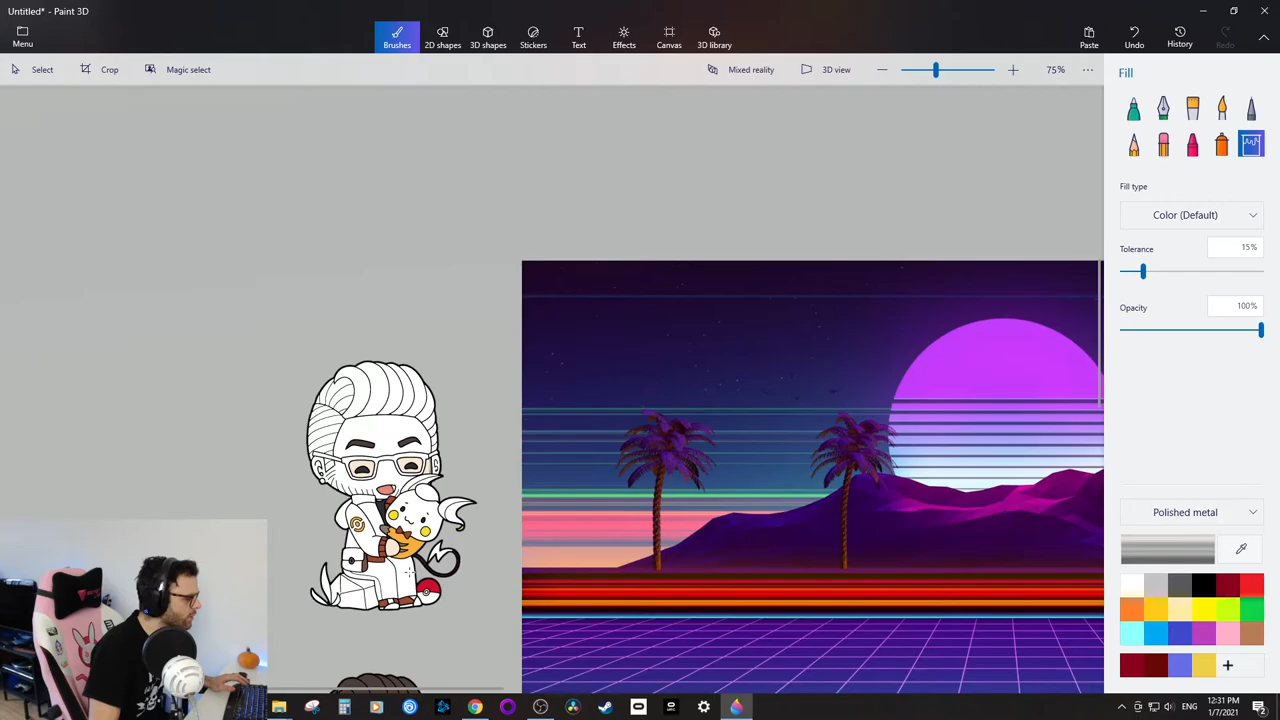 Untitled* - Paint 3D
Menu
Brushes
2D shapes
3D shapes
Stickers
Text
Effects
Canvas
3D library
Paste
Undo
History
Redo
Select
Crop
Magic select
Mixed reality
3D view
75%
Fill
Fill type
Color (Default)
Tolerance
15%
Opacity
100%
Polished metal
ENG
12:31 PM
1/7/2021
2